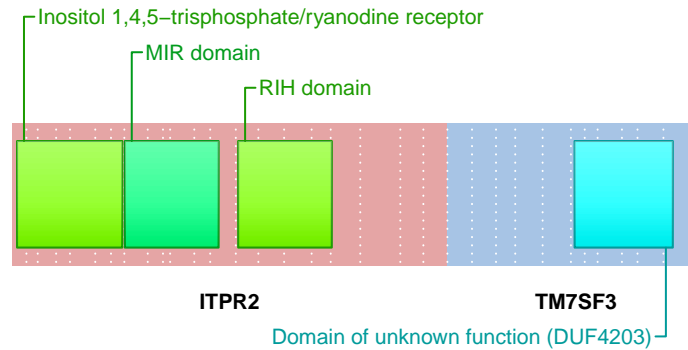 Inositol 1,4,5−trisphosphate/ryanodine receptor
MIR domain
RIH domain
ITPR2 TM7SF3
Domain of unknown function (DUF4203)